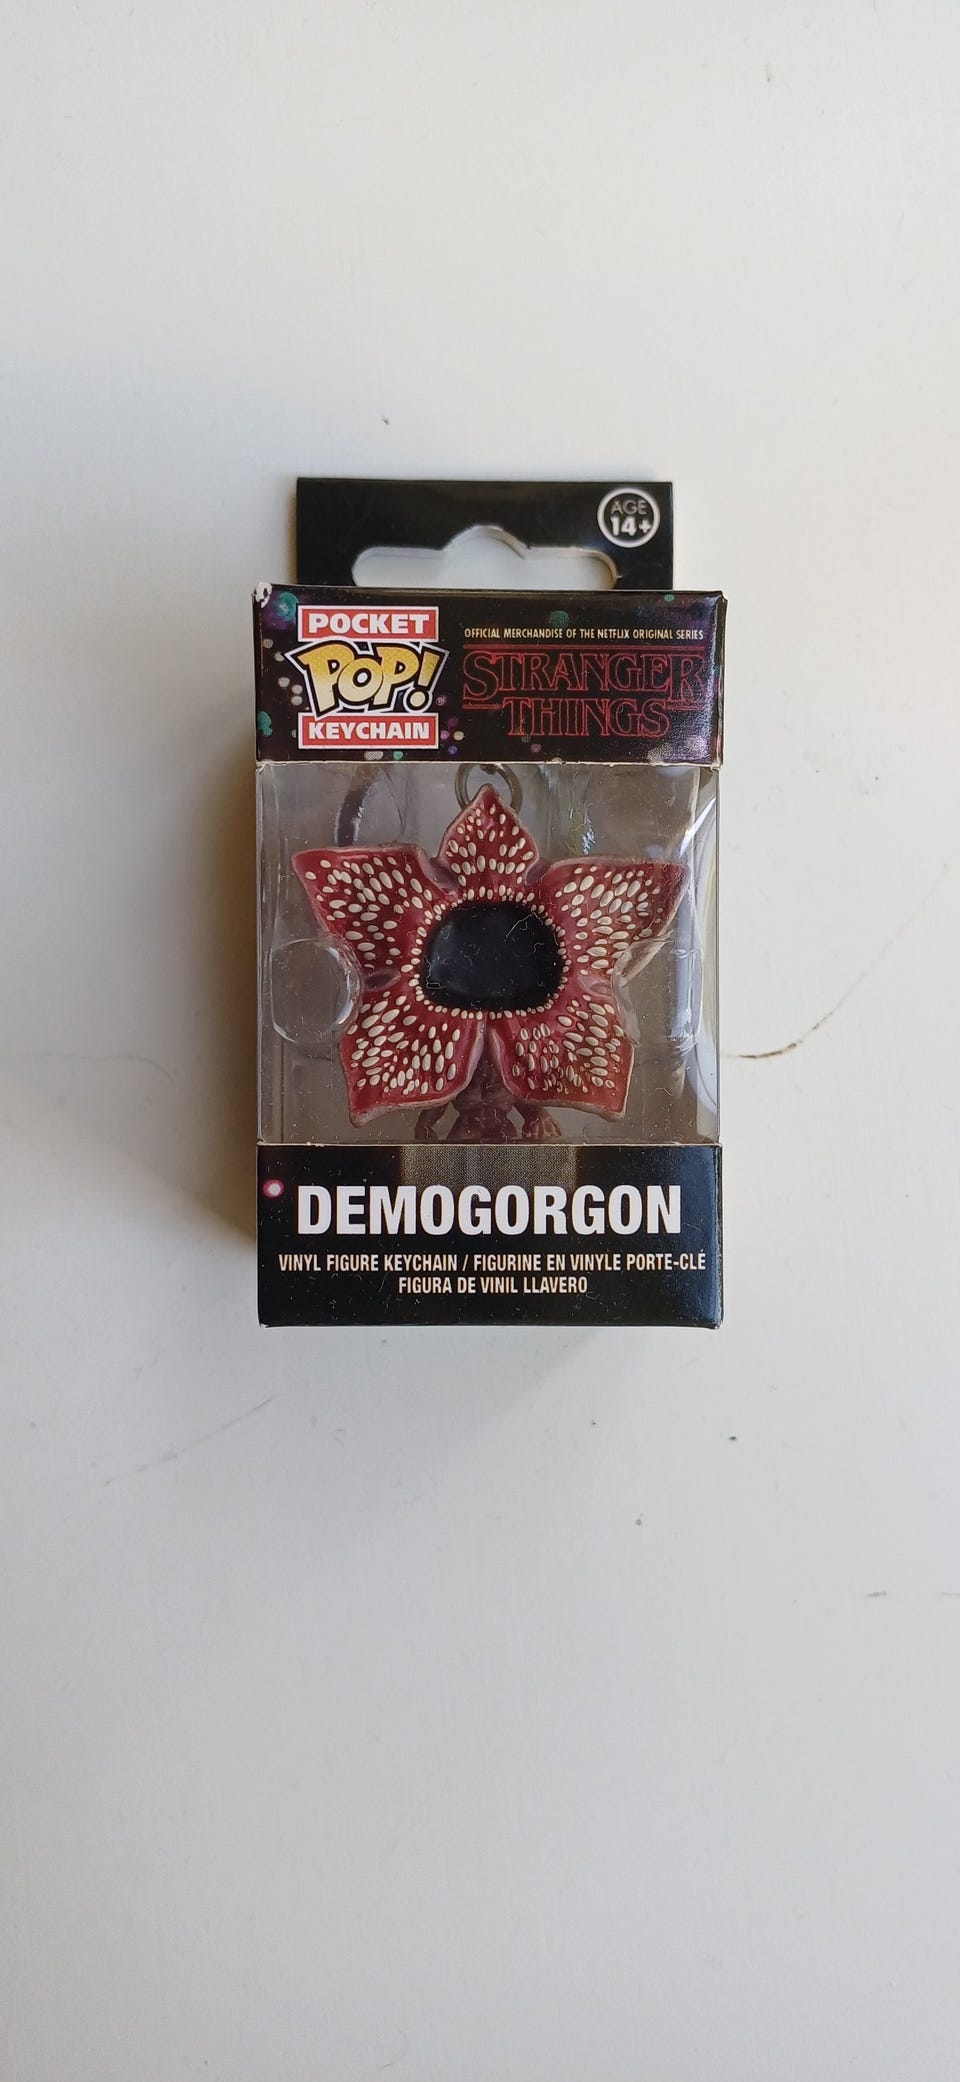 AGE
14+
POCKET
POP!
KEYCHAIN
OFFICIAL MERCHANDISE OF THE NETFLIX ORIGINAL SERIES
STRANGER
THINGS
DEMOGORGON
VINYL FIGURE KEYCHAIN / FIGURINE EN VINYLE PORTE-CLÉ
FIGURA DE VINIL LLAVERO